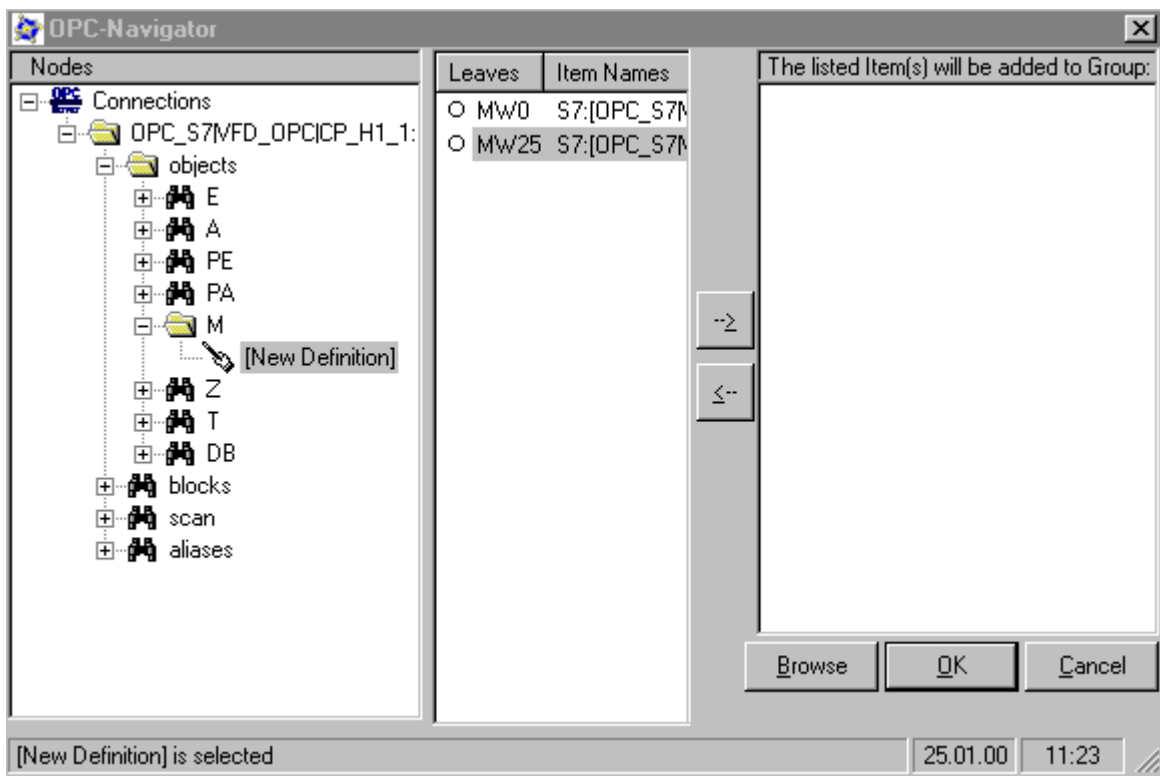 OPC-Navigator
Nodes
Connections
OPC_S7|VFD_OPC|CP_H1_1:
objects
E
A
PE
PA
M
[New Definition]
Z
T
DB
blocks
scan
aliases
Leaves Item Names
MW0 S7:[OPC_S7|
MW25 S7:[OPC_S7|
The listed Item(s) will be added to Group:
-->
<--
Browse OK Cancel
[New Definition] is selected 25.01.00 11:23